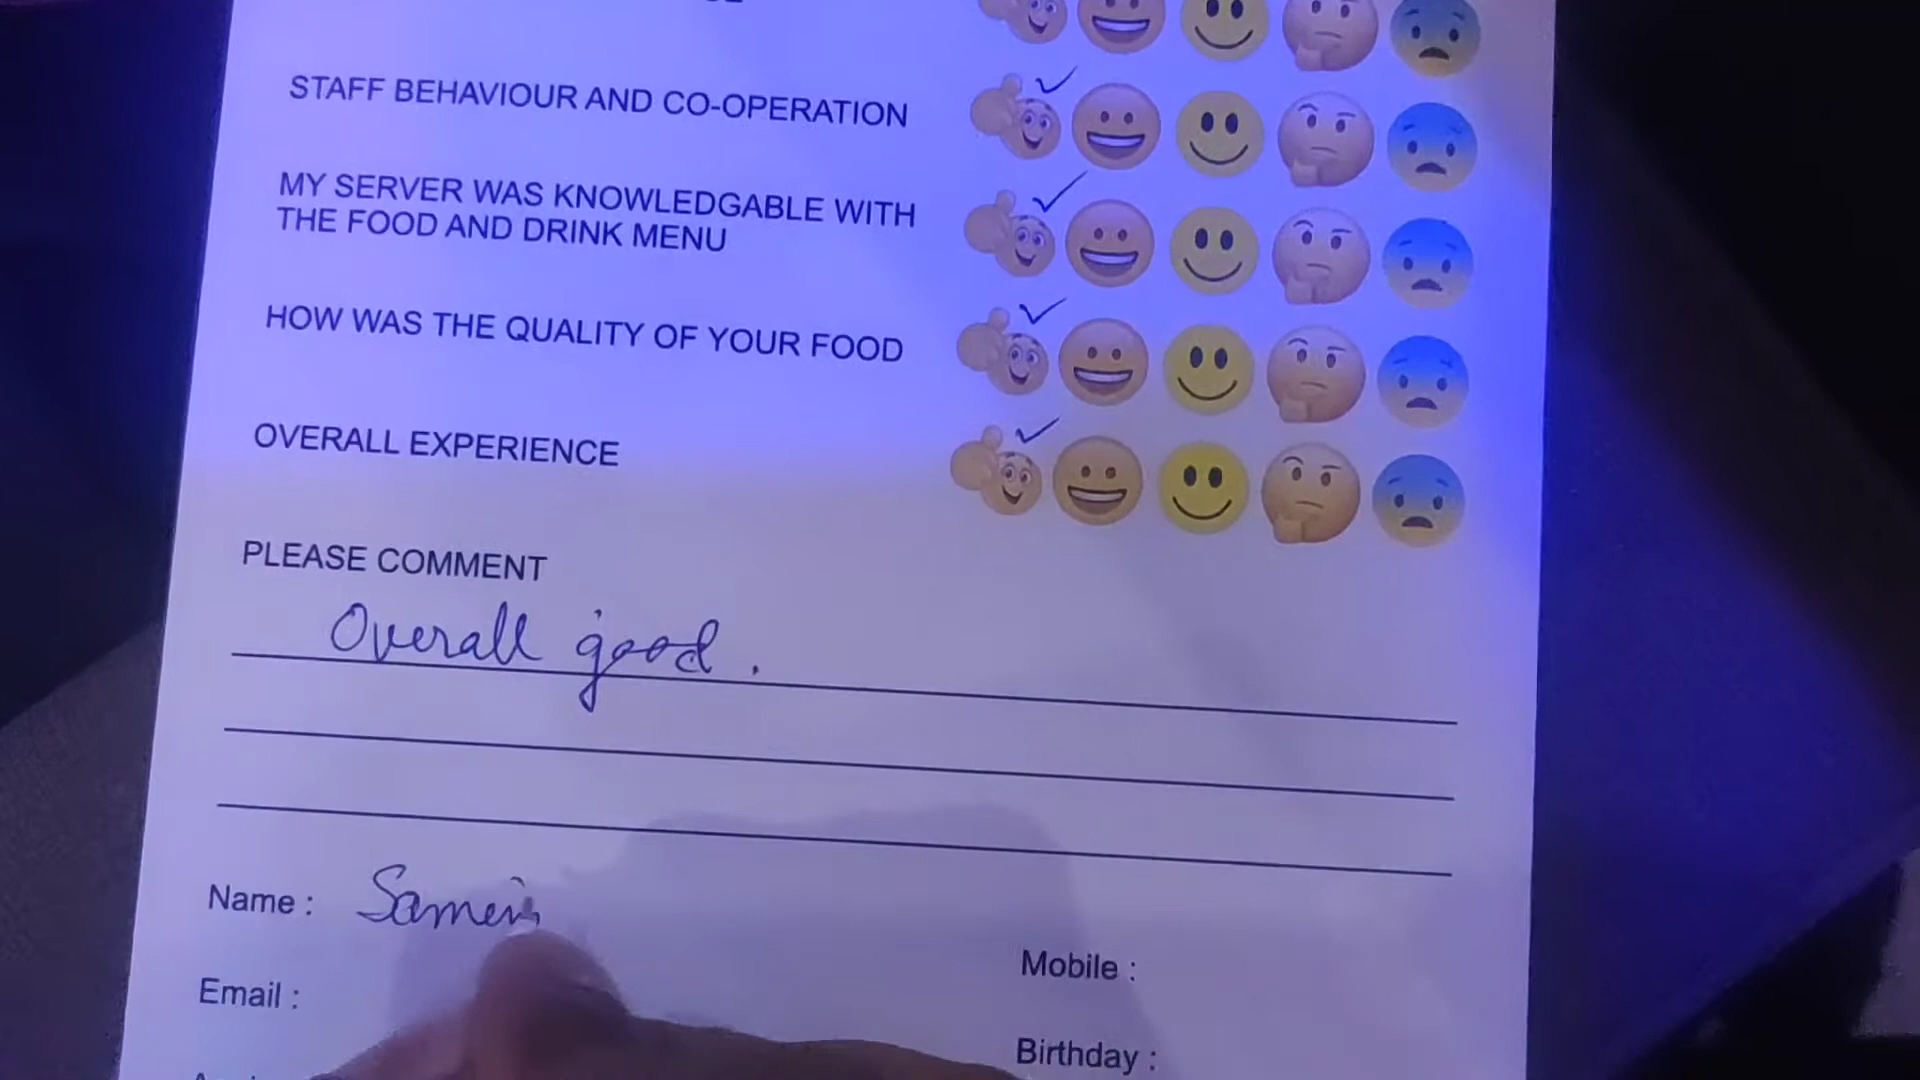 STAFF BEHAVIOUR AND CO-OPERATION
MY SERVER WAS KNOWLEDGABLE WITH
THE FOOD AND DRINK MENU
HOW WAS THE QUALITY OF YOUR FOOD
OVERALL EXPERIENCE
PLEASE COMMENT
Overall good.
Name :
Mobile :
Email :
Birthday :